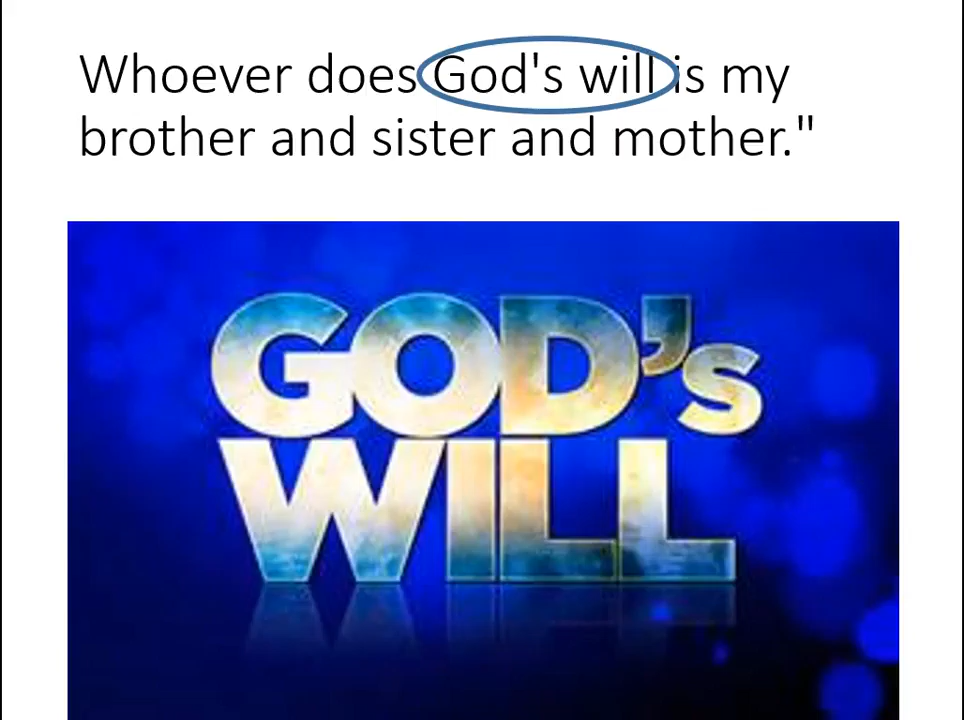 Whoever does God's will is my
brother and sister and mother."
GOD's
WILL